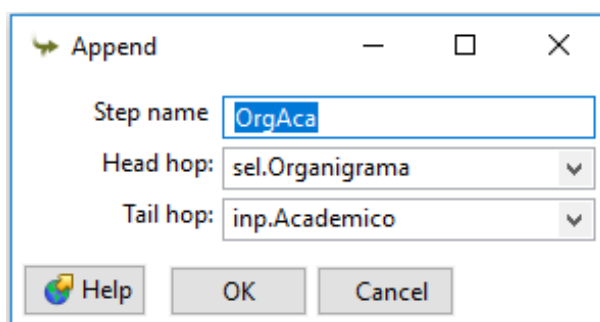 Append
Step name OrgAca
Head hop: sel.Organigrama
Tail hop: inp.Academico
Help OK Cancel